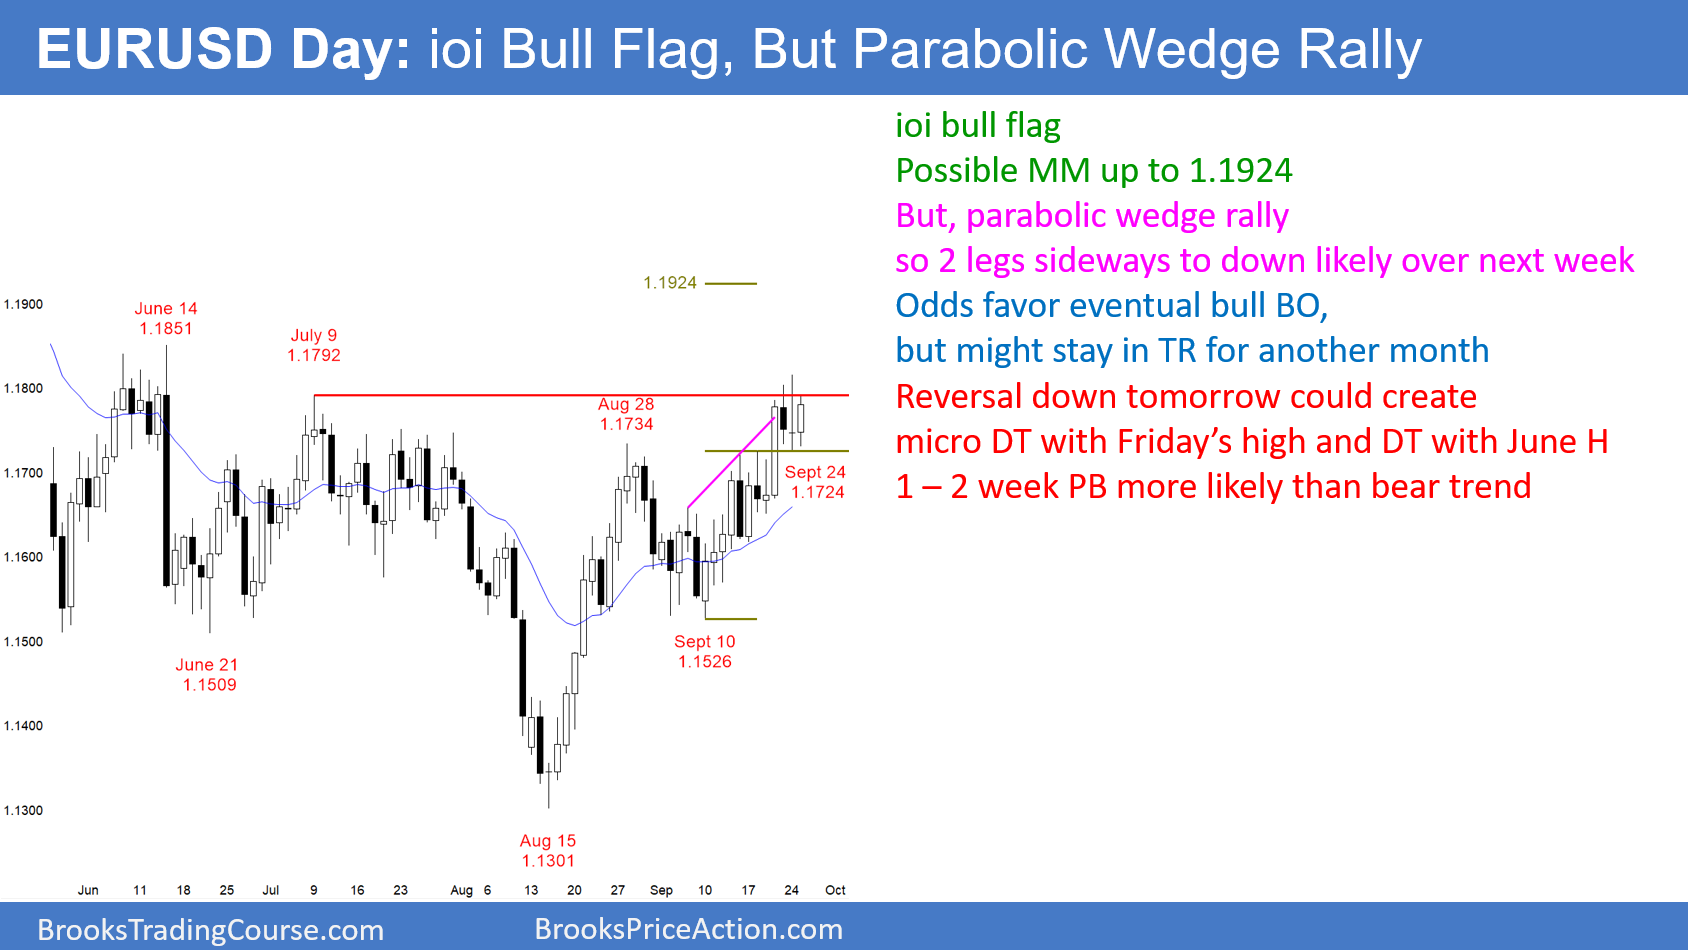 EURUSD Day: ioi Bull Flag, But Parabolic Wedge Rally
ioi bull flag
Possible MM up to 1.1924
But, parabolic wedge rally
so 2 legs sideways to down likely over next week
Odds favor eventual bull BO,
but might stay in TR for another month
Reversal down tomorrow could create
micro DT with Friday’s high and DT with June H
1 – 2 week PB more likely than bear trend
1.1924
1.1900
June 14
1.1851
July 9
1.1792
1.1800
Aug 28
1.1734
1.1700
Sept 24
1.1724
1.1600
1.1500
Sept 10
1.1526
June 21
1.1509
1.1400
1.1300
Aug 15
1.1301
Jun 11 18 25 Jul 9 16 23 Aug 6 13 20 27 Sep 10 17 24 Oct
BrooksTradingCourse.com
BrooksPriceAction.com